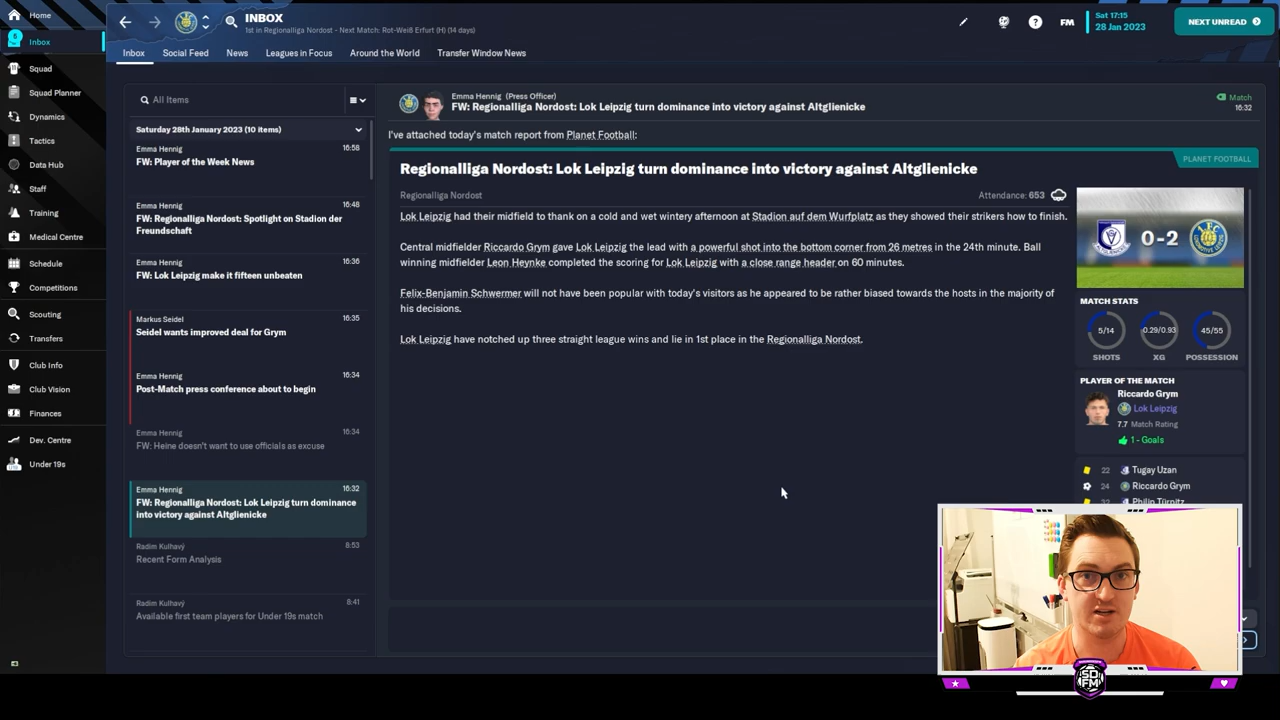 Home
Inbox
Squad
Squad Planner
Dynamics
Tactics
Data Hub
Staff
Training
Medical Centre
Schedule
Competitions
Scouting
Transfers
Club Info
Club Vision
Finances
Dev. Centre
Under 19s
INBOX
1st in Regionalliga Nordost - Next Match: Rot-Weiß Erfurt (H) (14 days)
FM
Sat 17:15
28 Jan 2023
NEXT UNREAD
Inbox
Social Feed
News
Leagues in Focus
Around the World
Transfer Window News
All Items
Saturday 28th January 2023 (10 items)
Emma Hennig 16:58
FW: Player of the Week News
Emma Hennig 16:48
FW: Regionalliga Nordost: Spotlight on Stadion der
Freundschaft
Emma Hennig 16:36
FW: Lok Leipzig make it fifteen unbeaten
Markus Seidel 16:35
Seidel wants improved deal for Grym
Emma Hennig 16:34
Post-Match press conference about to begin
Emma Hennig 16:34
FW: Heine doesn't want to use officials as excuse
Emma Hennig 16:32
FW: Regionalliga Nordost: Lok Leipzig turn dominance
into victory against Altglienicke
Radim Kulhavý 8:53
Recent Form Analysis
Radim Kulhavý 8:41
Available first team players for Under 19s match
Emma Hennig (Press Officer)
FW: Regionalliga Nordost: Lok Leipzig turn dominance into victory against Altglienicke
Match
16:32
I've attached today's match report from Planet Football:
PLANET FOOTBALL
Regionalliga Nordost: Lok Leipzig turn dominance into victory against Altglienicke
Regionalliga Nordost
Attendance: 653
Lok Leipzig had their midfield to thank on a cold and wet wintery afternoon at Stadion auf dem Wurfplatz as they showed their strikers how to finish.
Central midfielder Riccardo Grym gave Lok Leipzig the lead with a powerful shot into the bottom corner from 26 metres in the 24th minute. Ball
winning midfielder Leon Heynke completed the scoring for Lok Leipzig with a close range header on 60 minutes.
Felix-Benjamin Schwermer will not have been popular with today's visitors as he appeared to be rather biased towards the hosts in the majority of
his decisions.
Lok Leipzig have notched up three straight league wins and lie in 1st place in the Regionalliga Nordost.
0-2
MATCH STATS
5/14
0.29/0.93
45/55
SHOTS
XG
POSSESSION
PLAYER OF THE MATCH
Riccardo Grym
Lok Leipzig
7.7 Match Rating
1 - Goals
22 Tugay Uzan
24 Riccardo Grym
32 Philip Türpitz
SDFM